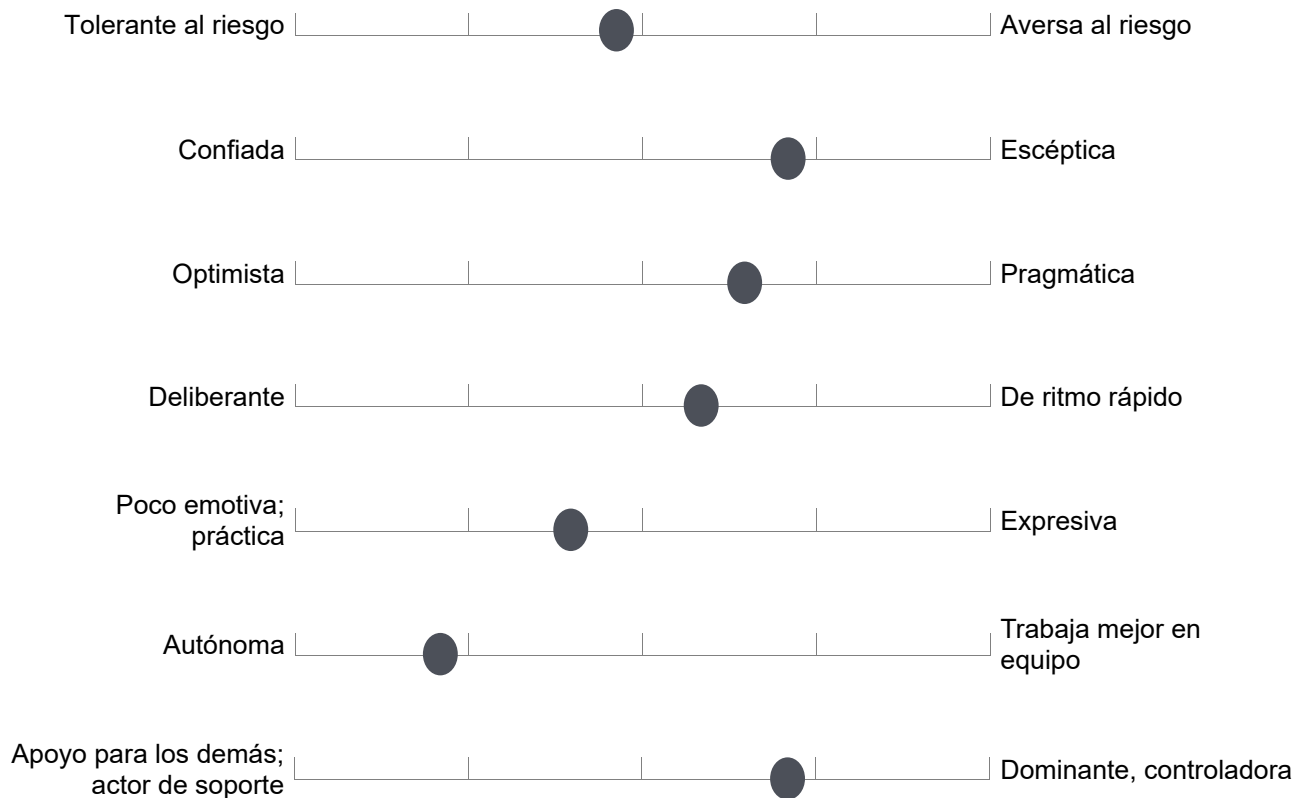 Tolerante al riesgo
Aversa al riesgo
Confiada
Escéptica
Optimista
Pragmática
Deliberante
De ritmo rápido
Poco emotiva;
práctica
Expresiva
Autónoma
Trabaja mejor en
equipo
Apoyo para los demás;
actor de soporte
Dominante, controladora